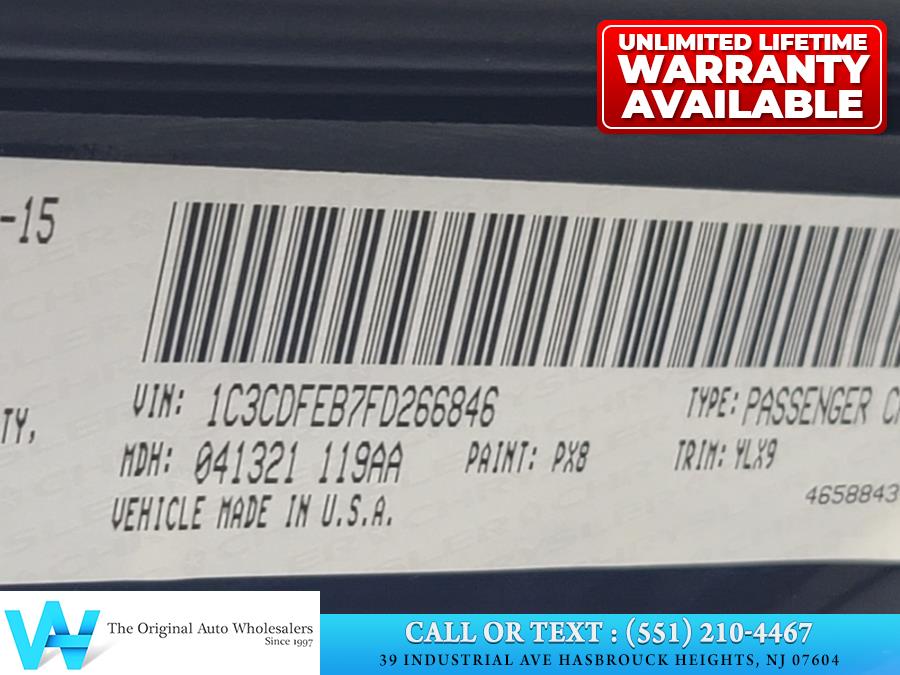 UNLIMITED LIFETIME
WARRANTY
AVAILABLE
-15
VIN: 1C3CDFEB7FD266846
TYPE: PASSENGER
TY,
MDH: 041321 119AA
PAINT: PX8
TRIM: YLX9
VEHICLE MADE IN U.S.A.
4658843
The Original Auto Wholesalers
Since 1997
CALL OR TEXT : (551) 210-4467
39 INDUSTRIAL AVE HASBROUCK HEIGHTS, NJ 07604